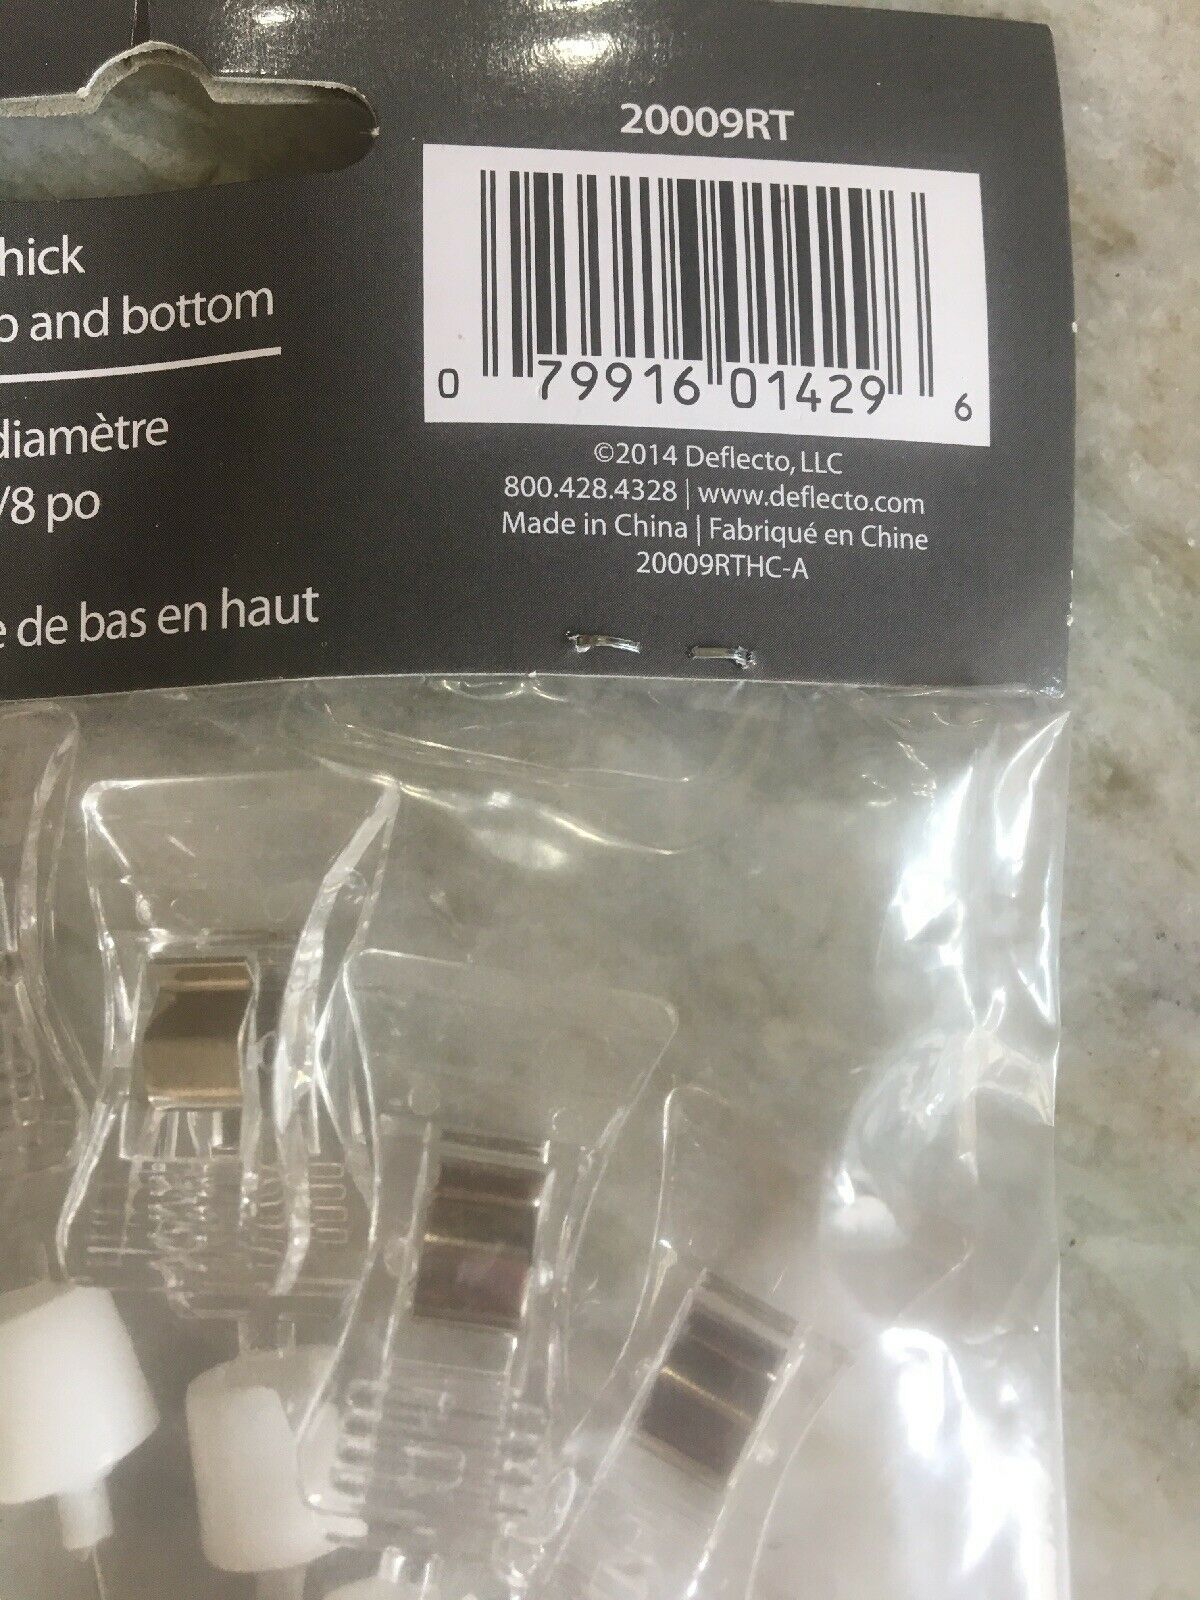 20009RT
0 79916 01429 6
©2014 Deflecto, LLC
800.428.4328 | www.deflecto.com
Made in China | Fabriqué en Chine
20009RTHC-A
hick
p and bottom
diamètre
/8 po
e de bas en haut